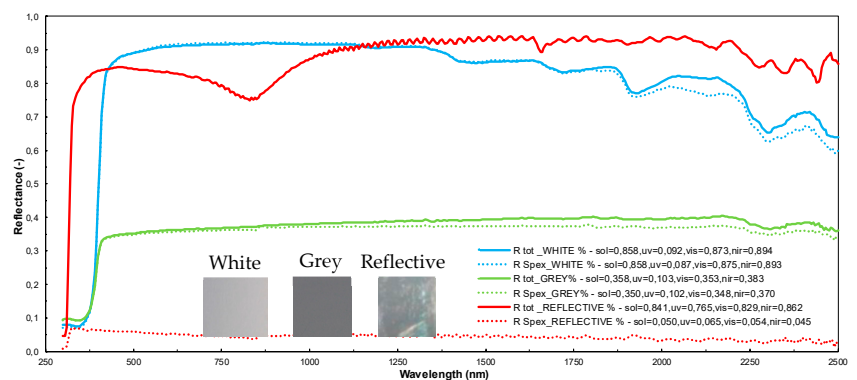 1,0
0,9
0,8
0,7
0,6
0,5
0,4
0,3
0,2
0,1
0,0
Reflectance (-)
White Grey Reflective
R tot _WHITE % - sol=0,858,uv=0,092,vis=0,873,nir=0,894
R Spex_WHITE % - sol=0,858,uv=0,087,vis=0,875,nir=0,893
R tot_GREY% - sol=0,358,uv=0,103,vis=0,353,nir=0,383
R Spex_GREY%- sol=0,350,uv=0,102,vis=0,348,nir=0,370
R tot _REFLECTIVE % - sol=0,841,uv=0,765,vis=0,829,nir=0,862
R Spex_REFLECTIVE % - sol=0,050,uv=0,065,vis=0,054,nir=0,045
250 500 750 1000 1250 1500 1750 2000 2250 2500
Wavelength (nm)